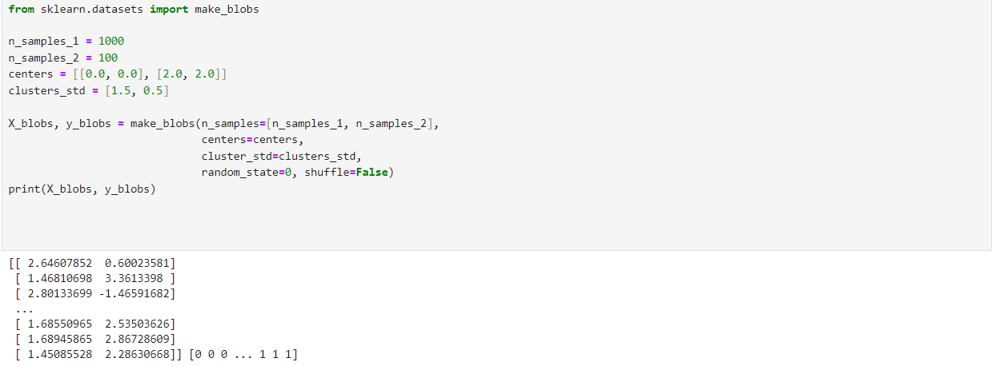 from sklearn.datasets import make_blobs
n_samples_1 = 1000
n_samples_2 = 100
centers = [[0.0, 0.0], [2.0, 2.0]]
clusters_std = [1.5, 0.5]
X_blobs, y_blobs = make_blobs(n_samples=[n_samples_1, n_samples_2],
                              centers=centers,
                              cluster_std=clusters_std,
                              random_state=0, shuffle=False)
print(X_blobs, y_blobs)
[[ 2.64607852  0.60023581]
 [ 1.46810698  3.3613398 ]
 [ 2.80133699 -1.46591682]
 ...
 [ 1.68550965  2.53503626]
 [ 1.68945865  2.86728609]
 [ 1.45085528  2.28630668]] [0 0 0 ... 1 1 1]